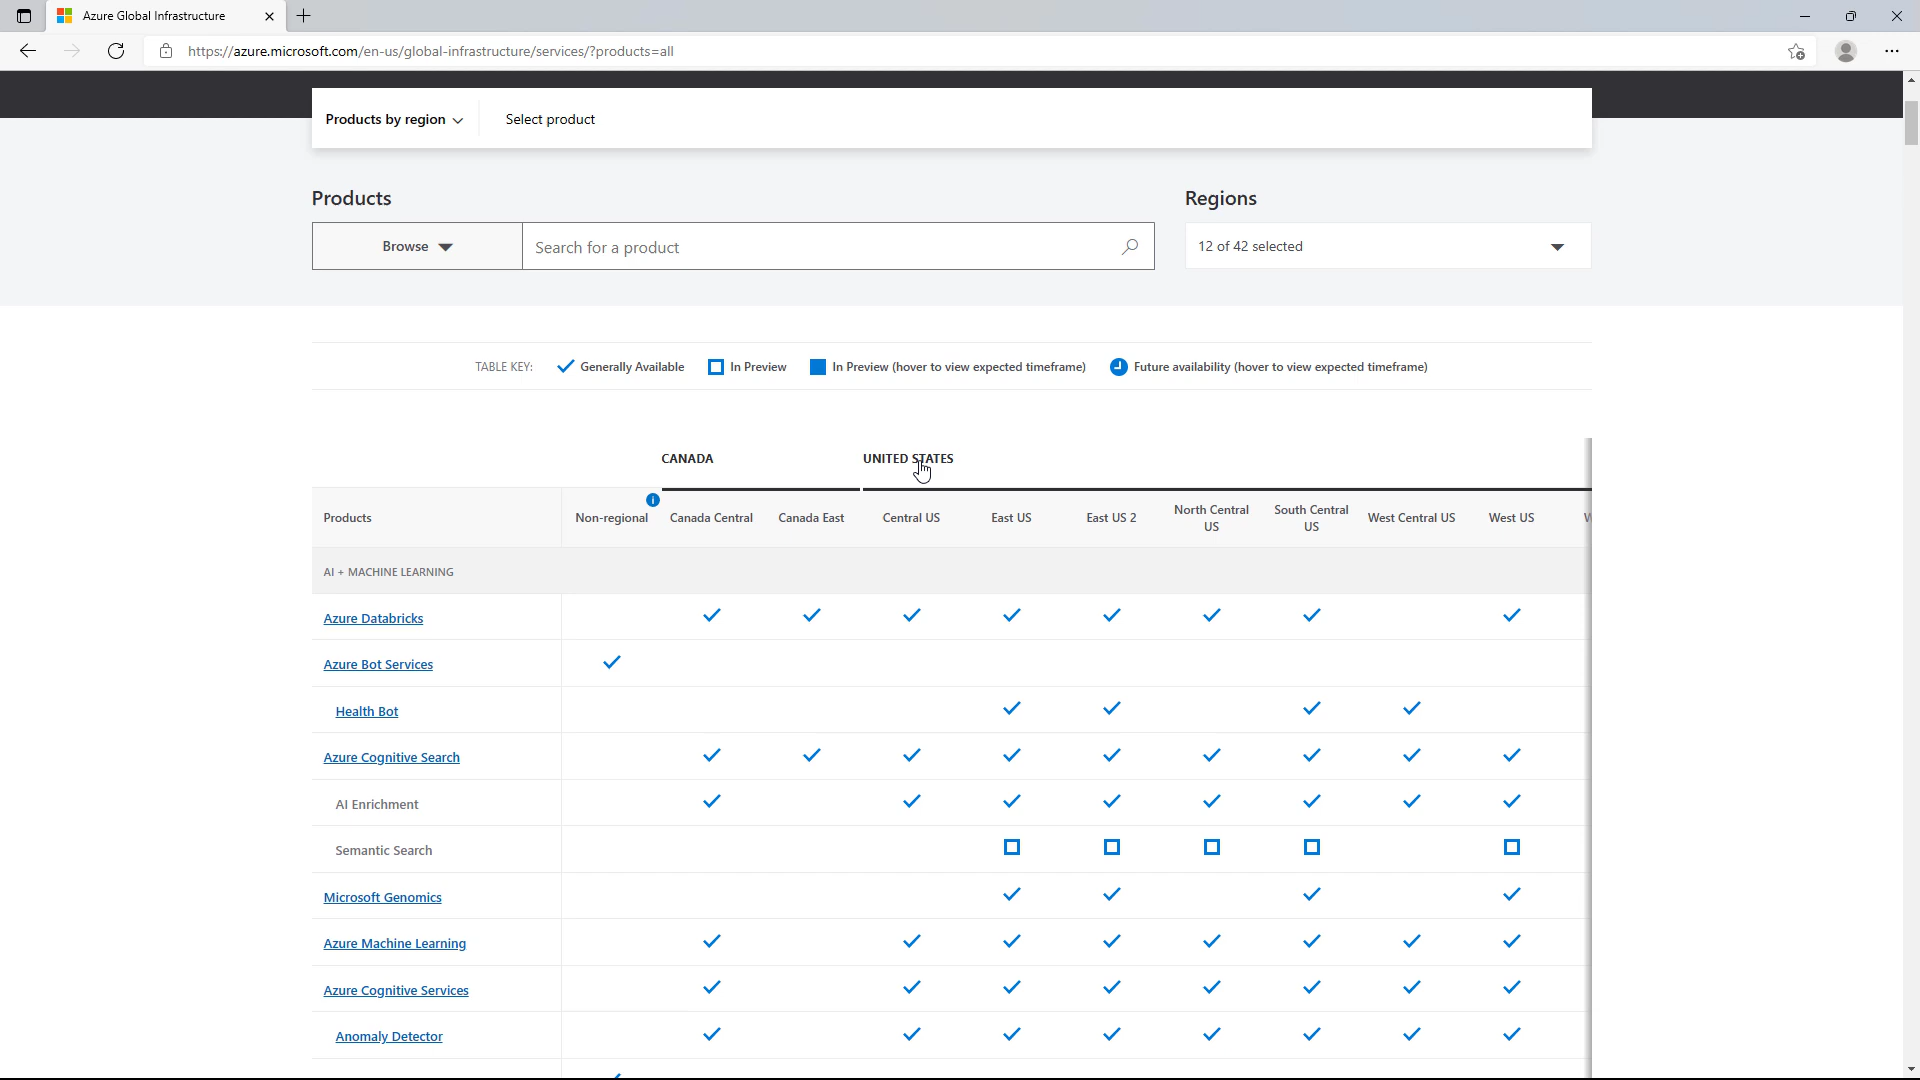 Azure Global Infrastructure
https://azure.microsoft.com/en-us/global-infrastructure/services/?products=all
Products by region
Select product
Products
Regions
Browse
Search for a product
12 of 42 selected
TABLE KEY:
Generally Available
In Preview
In Preview (hover to view expected timeframe)
Future availability (hover to view expected timeframe)
CANADA
UNITED STATES
Products
Non-regional
Canada Central
Canada East
Central US
East US
East US 2
North Central
US
South Central
US
West Central US
West US
AI + MACHINE LEARNING
Azure Databricks
Azure Bot Services
Health Bot
Azure Cognitive Search
AI Enrichment
Semantic Search
Microsoft Genomics
Azure Machine Learning
Azure Cognitive Services
Anomaly Detector